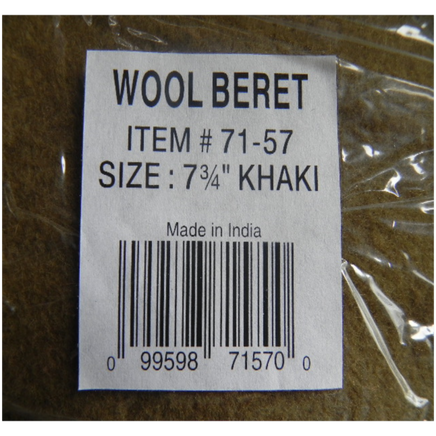 WOOL BERET
ITEM # 71-57
SIZE : 7¾" KHAKI
Made in India
0 99598 71570 0